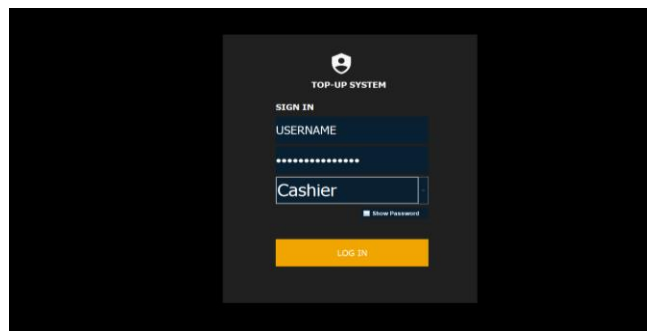 TOP-UP SYSTEM
SIGN IN
USERNAME
•••••••••••••••
Cashier
Show Password
LOG IN